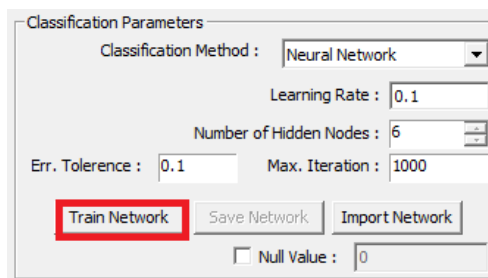 Classification Parameters
Classification Method : Neural Network
Learning Rate : 0.1
Number of Hidden Nodes : 6
Err. Tolerence : 0.1 Max. Iteration : 1000
Train Network Save Network Import Network
Null Value : 0